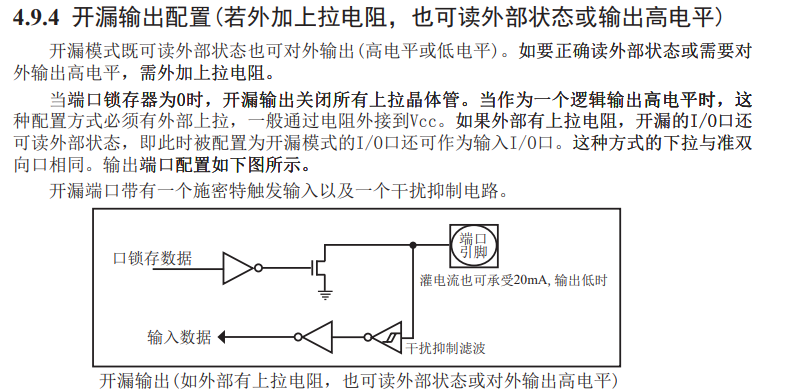 4.9.4 开漏输出配置(若外加上拉电阻，也可读外部状态或输出高电平)
开漏模式既可读外部状态也可对外输出(高电平或低电平)。如要正确读外部状态或需要对
外输出高电平，需外加上拉电阻。
当端口锁存器为0时，开漏输出关闭所有上拉晶体管。当作为一个逻辑输出高电平时，这
种配置方式必须有外部上拉，一般通过电阻外接到Vcc。如果外部有上拉电阻，开漏的I/O口还
可读外部状态，即此时被配置为开漏模式的I/O口还可作为输入I/O口。这种方式的下拉与准双
向口相同。输出端口配置如下图所示。
开漏端口带有一个施密特触发输入以及一个干扰抑制电路。
端口
引脚
口锁存数据
灌电流也可承受20mA, 输出低时
输入数据
干扰抑制滤波
开漏输出(如外部有上拉电阻，也可读外部状态或对外输出高电平)